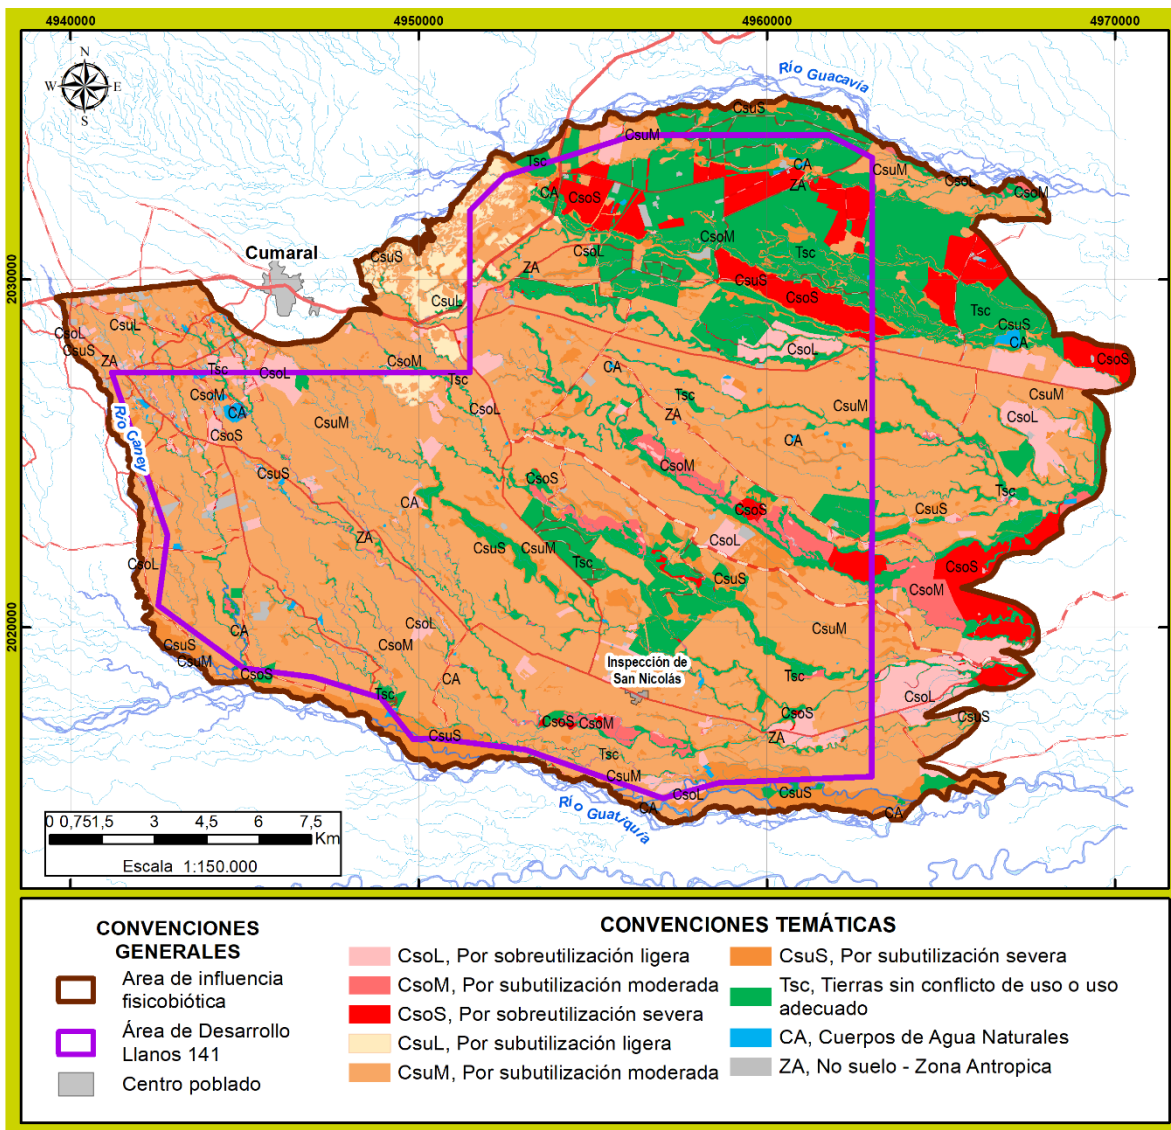 4940000 4950000 4960000 4970000
N
W E
S
Río Guacavía
CsuS
CsuM
Tsc
CA
CsuM
ZA
CsoL
CsoM
CA
CsoS
CsoM
Tsc
CsoL
Cumaral
CsuS
ZA
CsuS
CsoS
2030000
CsuL
Tsc
CsuS
CA
CsuL
CsoL
CsuS
ZA
CsoM
CsoL
CsoS
Tsc
CsoL
Tsc
CA
CsoM
CA
CsoL
Tsc
ZA
CsuM
CsuM
CsoL
Río Caney
CsuM
CsoS
CA
CsoM
CsuS
CsoS
Tsc
CA
CsoS
CsuS
ZA
CsuS
CsuM
Tsc
CsoL
CsoL
CsuS
CsoS
CsoM
2020000
CA
CsoL
CsuM
CsuS
CsuM
CsoM
Inspección de
San Nicolás
CsoS
CA
Tsc
Tsc
CsoL
CsoS
CsuS
CsoS
CsoM
ZA
CsuS
Tsc
CsuM
CsoL
CsuS
CA
CA
Río Guatiquía
0 0,751,5 3 4,5 6 7,5
Km
Escala 1:150.000
CONVENCIONES
GENERALES
Area de influencia
fisicobiótica
Área de Desarrollo
Llanos 141
Centro poblado
CONVENCIONES TEMÁTICAS
CsoL, Por sobreutilización ligera
CsoM, Por subutilización moderada
CsoS, Por sobreutilización severa
CsuL, Por subutilización ligera
CsuM, Por subutilización moderada
CsuS, Por subutilización severa
Tsc, Tierras sin conflicto de uso o uso
adecuado
CA, Cuerpos de Agua Naturales
ZA, No suelo - Zona Antropica